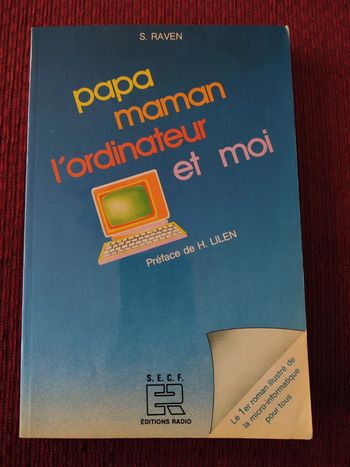 S. RAVEN
papa
maman
l'ordinateur
et moi
Préface de H. LILEN
Le 1er roman illustré de
la micro-informatique
pour tous
S.E.C.F.
ER
ÉDITIONS RADIO